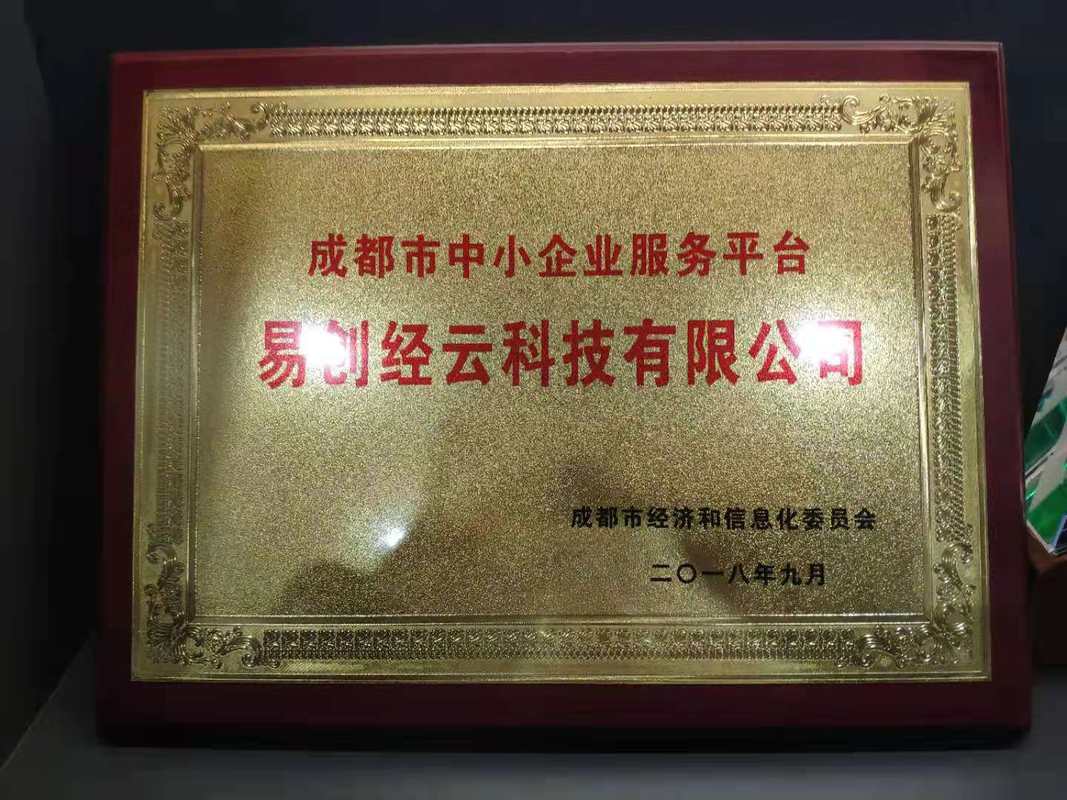 成都市中小企业服务平台
易创经云科技有限公司
成都市经济和信息化委员会
二〇一八年九月